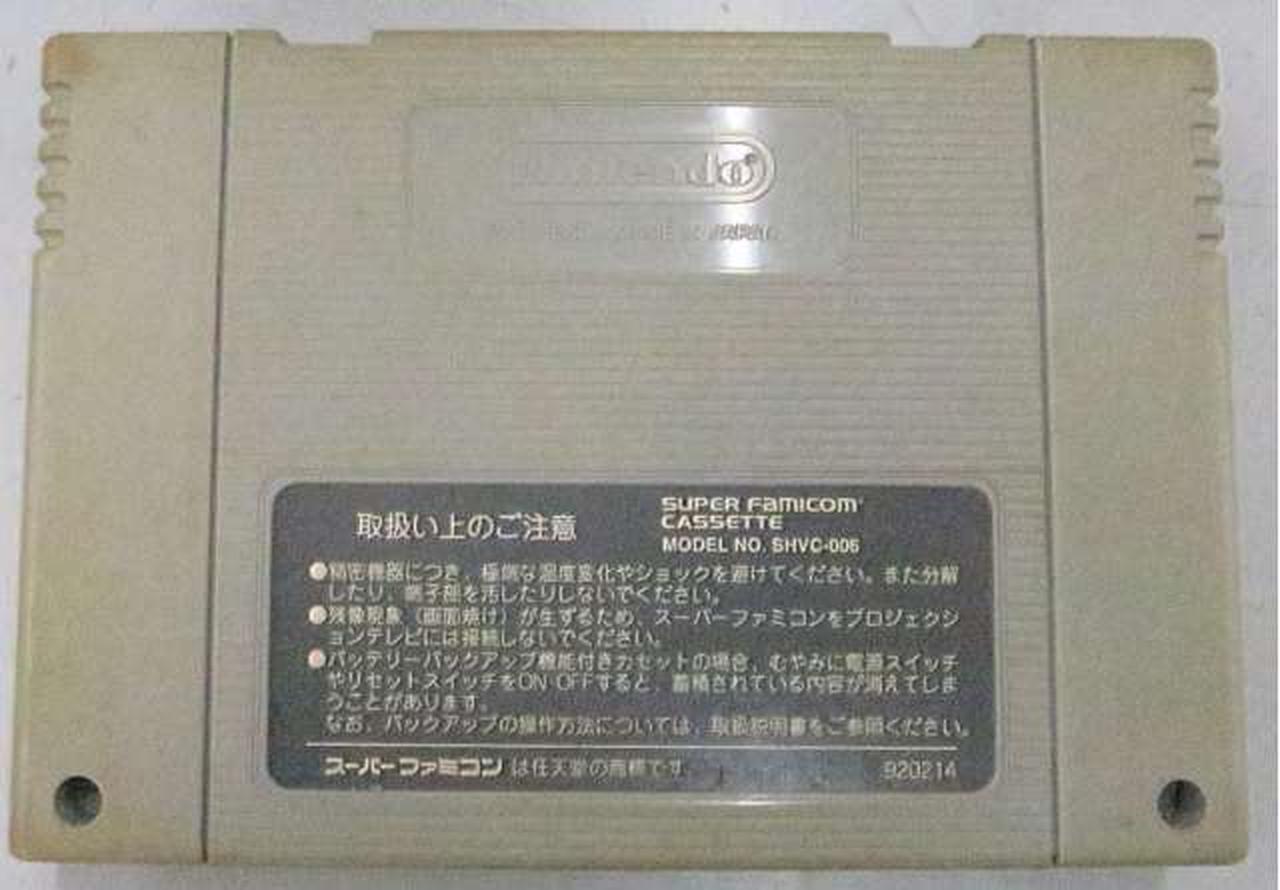 Nintendo®
取扱い上のご注意
SUPER FAMICOM
CASSETTE
MODEL NO. SHVC-006
●精密機器につき、極端な温度変化やショックを避けてください。また分解
したり、端子部を汚したりしないでください。
●残像現象（画面焼け）が生ずるため、スーパーファミコンをプロジェクシ
ョンテレビには接続しないでください。
●バッテリーバックアップ機能付きカセットの場合、むやみに電源スイッチ
やリセットスイッチをON·OFFすると、蓄積されている内容が消えてしま
うことがあります。
なお、バックアップの操作方法については、取扱説明書をご参照ください。
スーパーファミコンは任天堂の商標です
920214